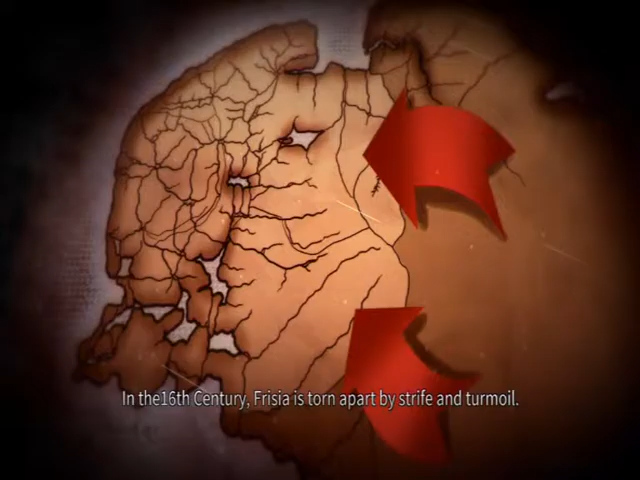 In the16th Century, Frisia is torn apart by strife and turmoil.